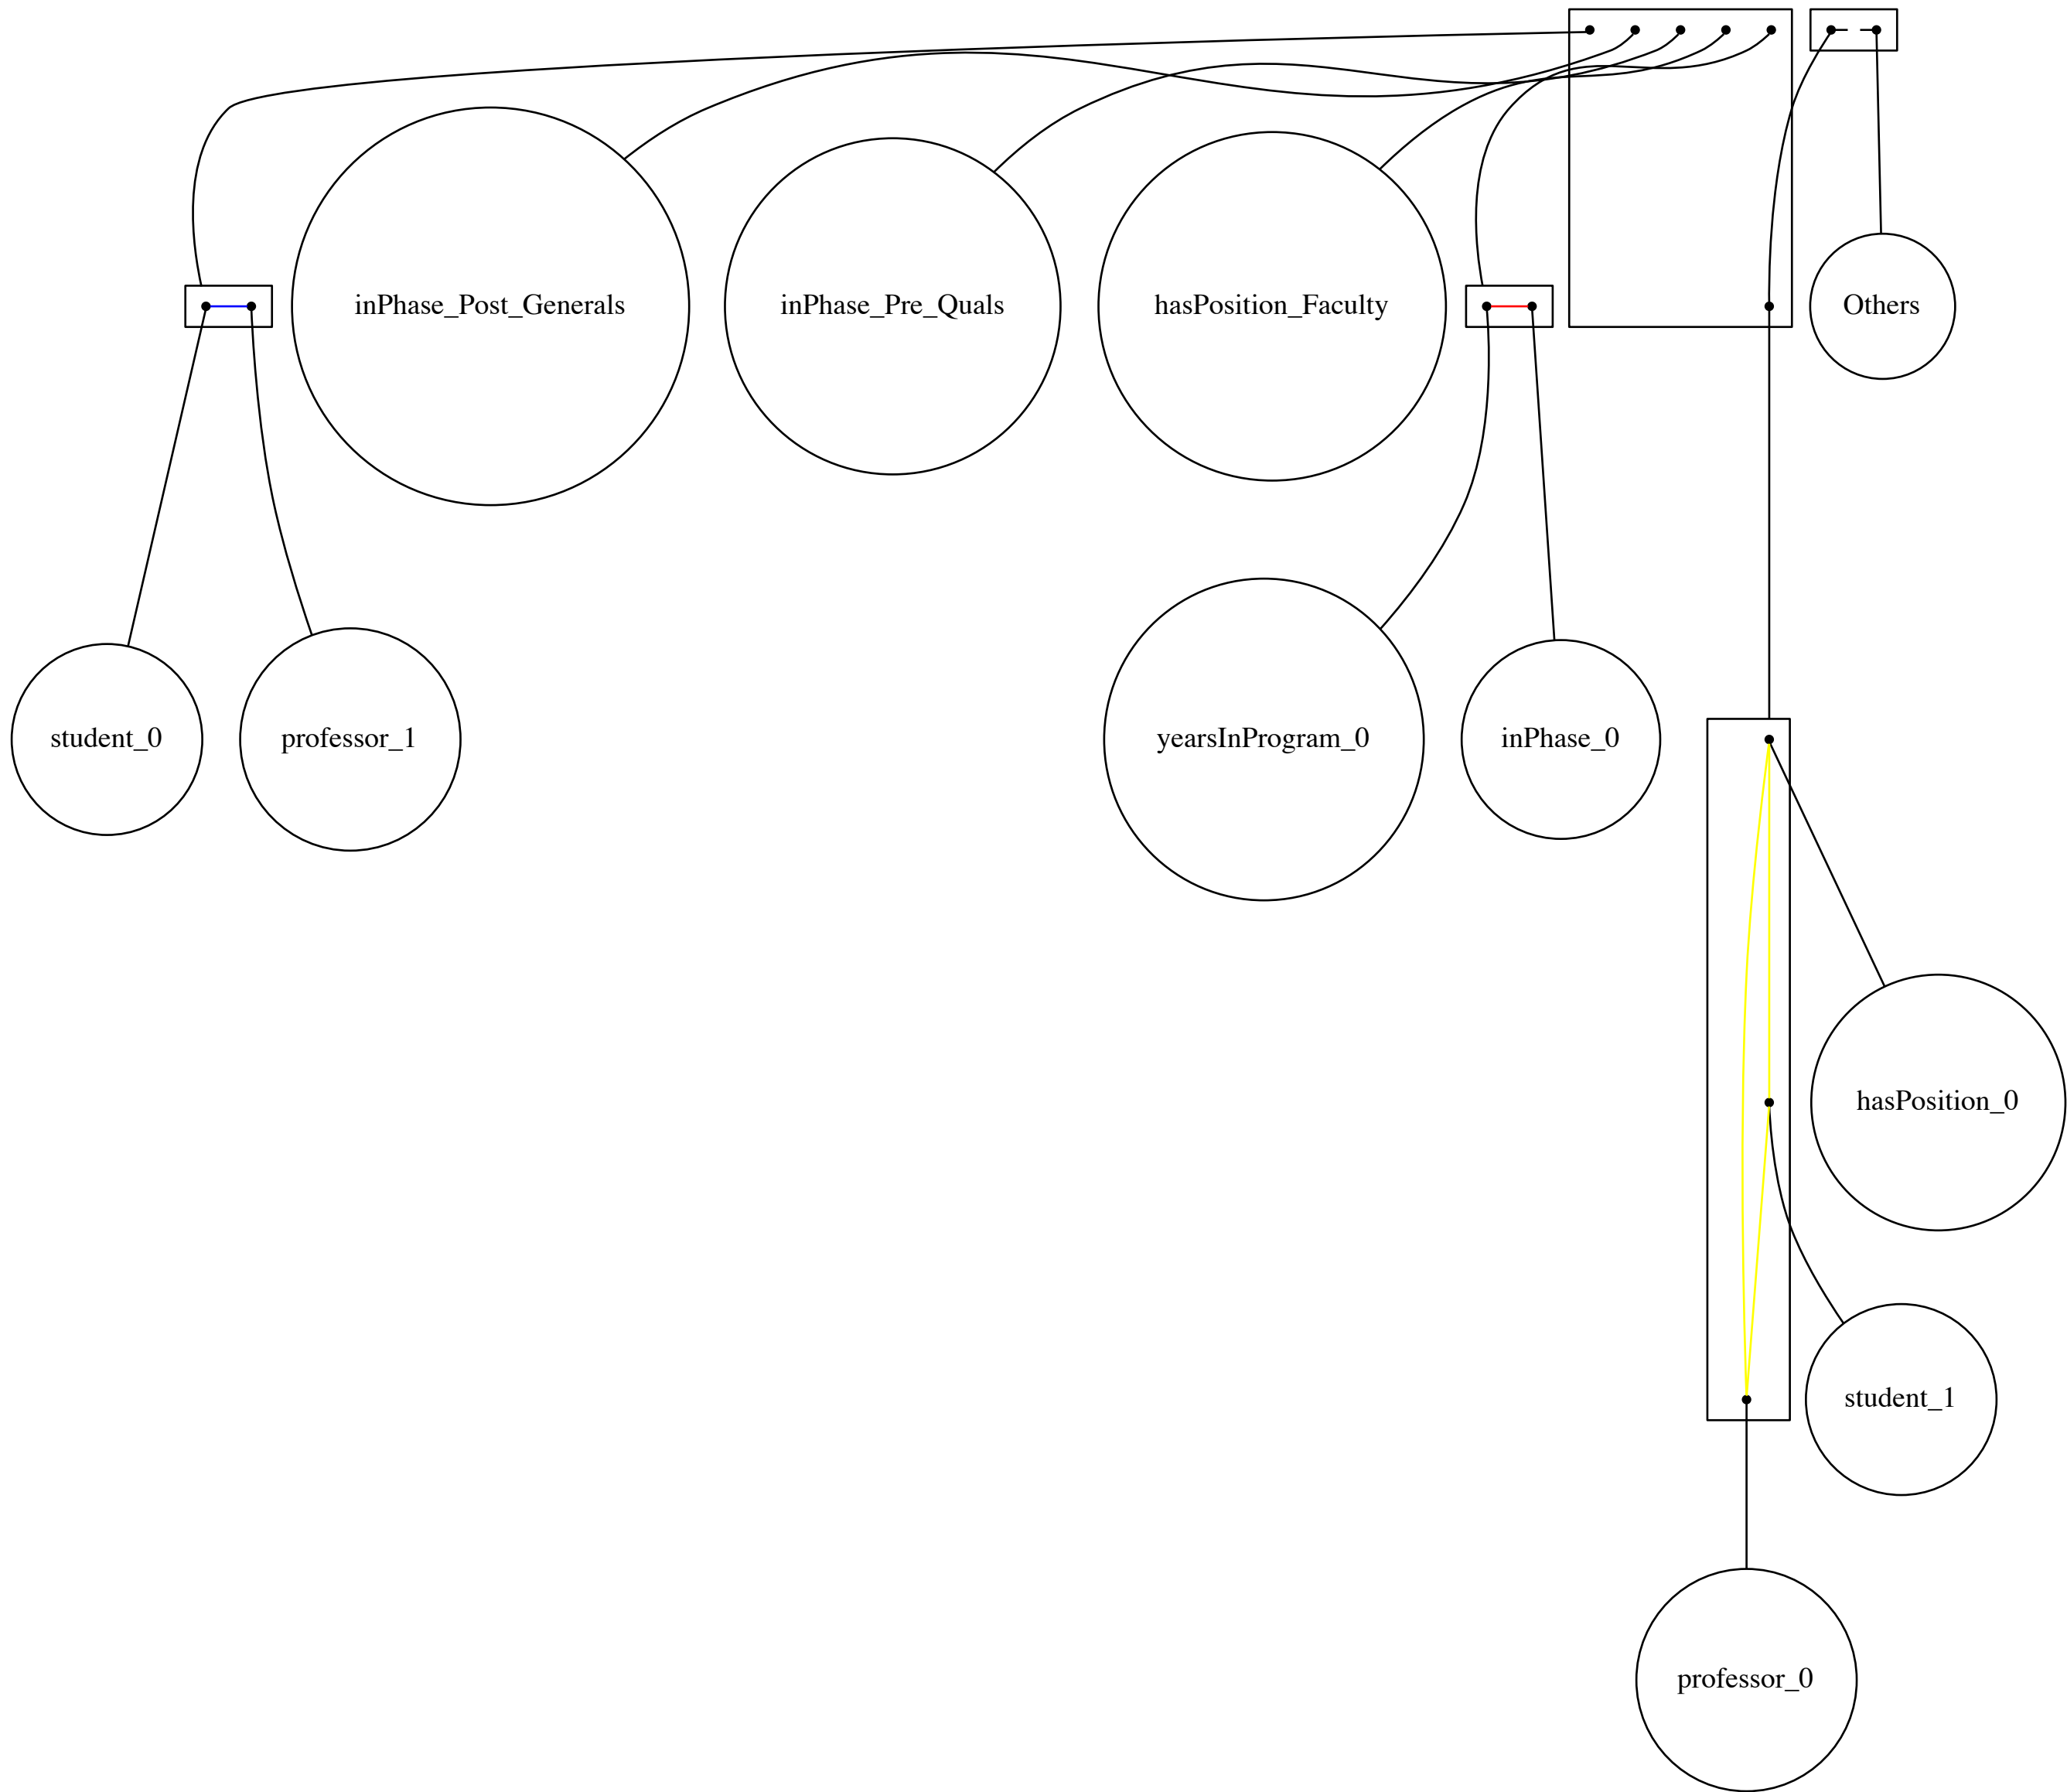 inPhase_Post_Generals
inPhase_Pre_Quals
hasPosition_Faculty
Others
student_0
professor_1
yearsInProgram_0
inPhase_0
hasPosition_0
student_1
professor_0